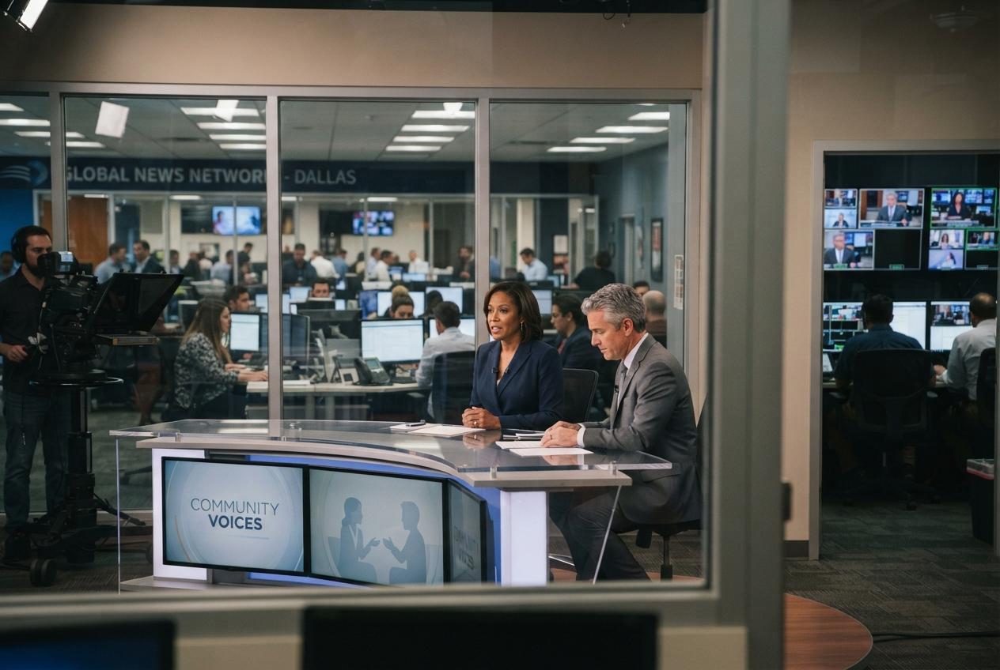 GLOBAL NEWS NETWORK - DALLAS
COMMUNITY
VOICES